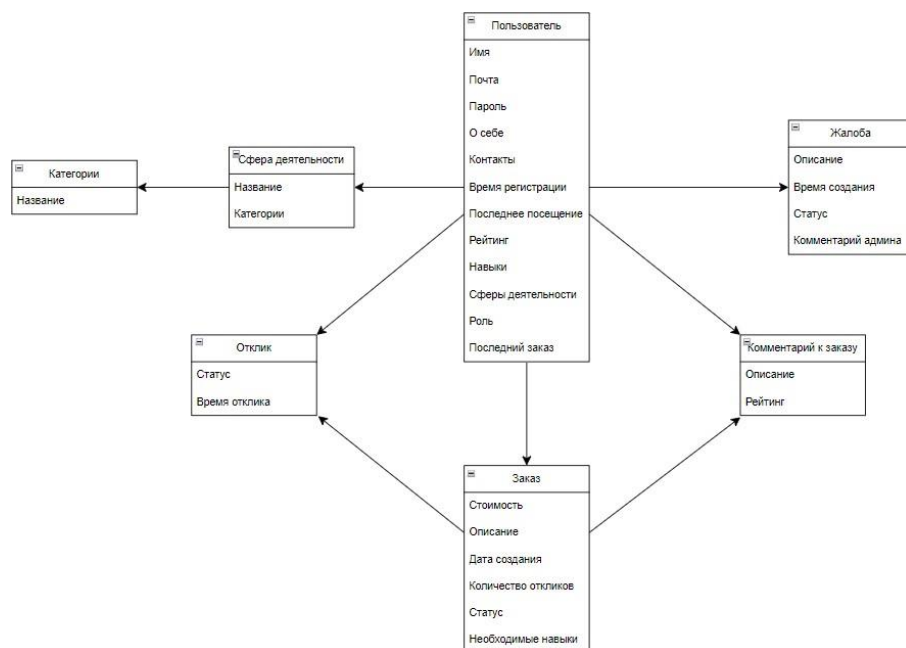 Пользователь
Имя
Почта
Пароль
О себе
Контакты
Время регистрации
Последнее посещение
Рейтинг
Навыки
Сферы деятельности
Роль
Последний заказ
Категории
Название
Сфера деятельности
Название
Категории
Жалоба
Описание
Время создания
Статус
Комментарий админа
Отклик
Статус
Время отклика
Комментарий к заказу
Описание
Рейтинг
Заказ
Стоимость
Описание
Дата создания
Количество откликов
Статус
Необходимые навыки